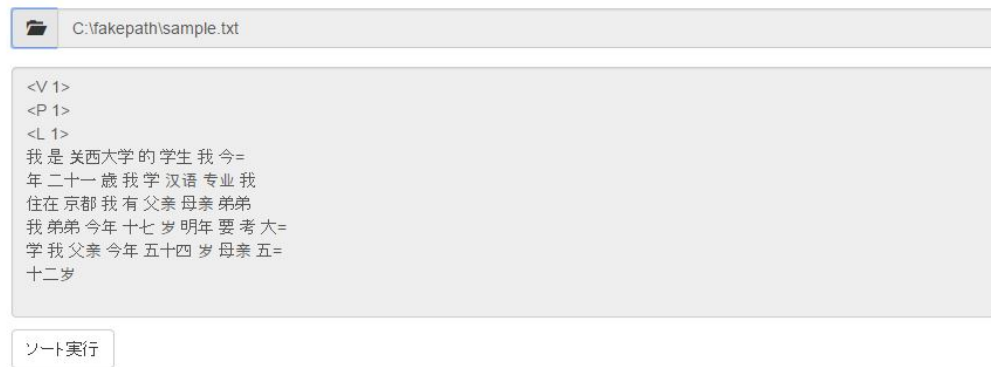 C:\fakepath\sample.txt
<V 1>
<P 1>
<L 1>
我 是 关西大学 的 学生 我 今=
年 二十一 歳 我 学 汉语 专业 我
住在 京都 我 有 父亲 母亲 弟弟
我 弟弟 今年 十七 岁 明年 要 考 大=
学 我 父亲 今年 五十四 岁 母亲 五=
十二岁
ソート実行